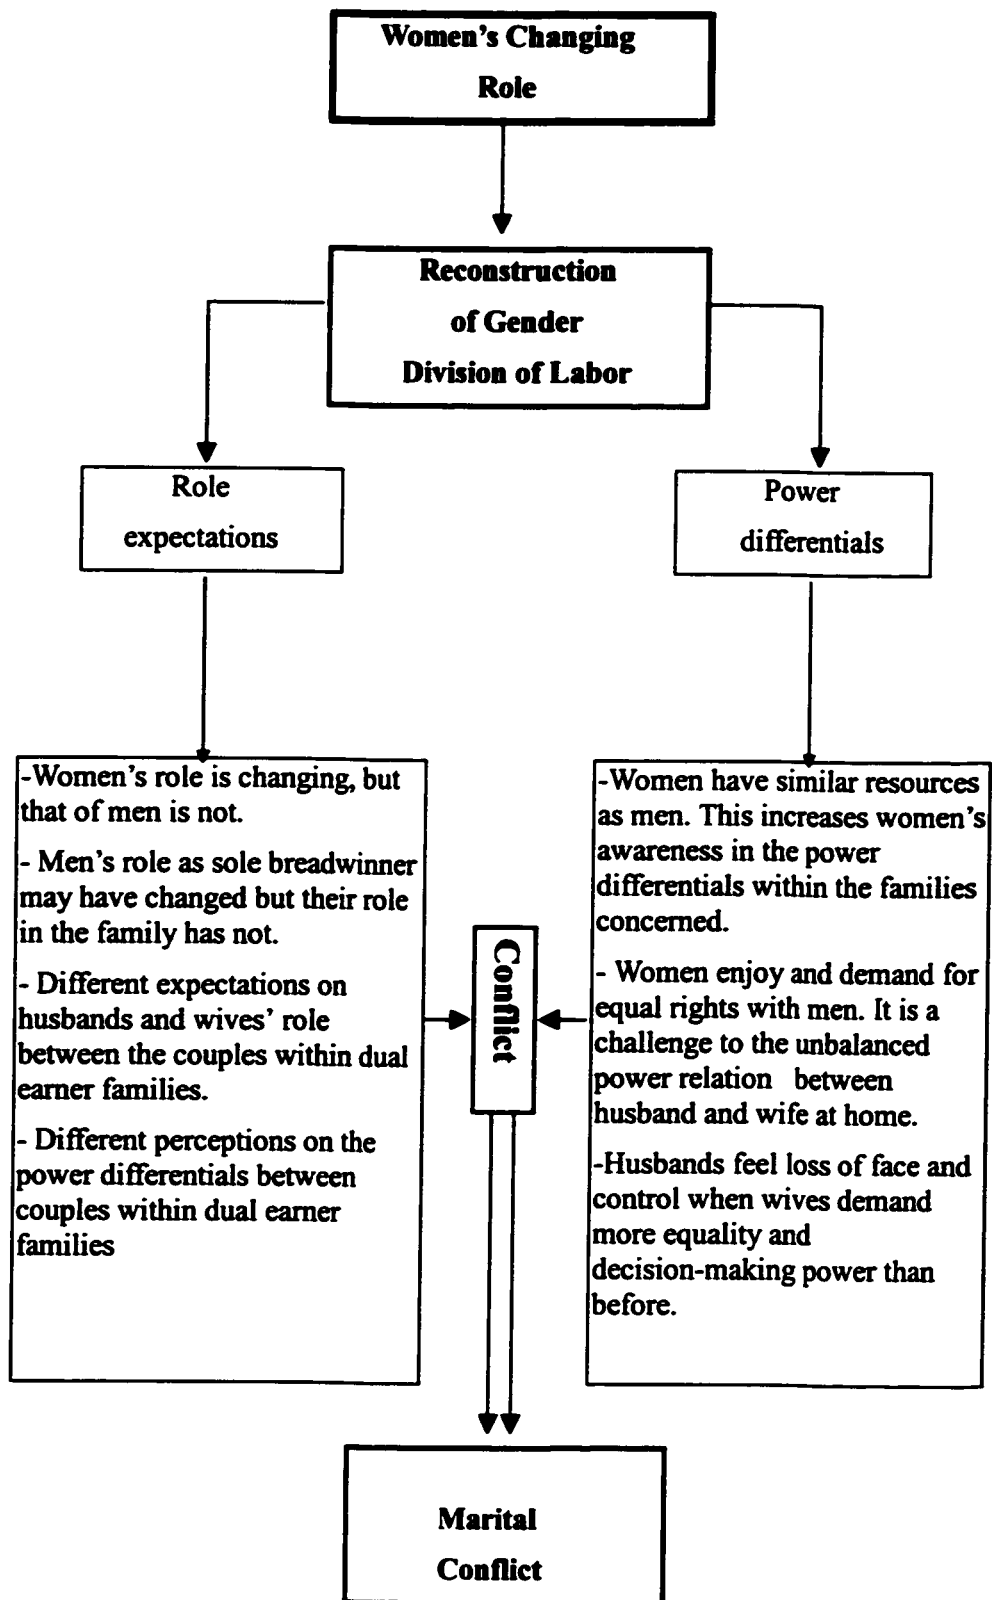 Women's Changing
Role
Reconstruction
of Gender
Division of Labor
Role
expectations
Power
differentials
-Women's role is changing, but
that of men is not.
- Men's role as sole breadwinner
may have changed but their role
in the family has not.
- Different expectations on
husbands and wives' role
between the couples within dual
earner families.
- Different perceptions on the
power differentials between
couples within dual earner
families
Conflict
-Women have similar resources
as men. This increases women's
awareness in the power
differentials within the families
concerned.
- Women enjoy and demand for
equal rights with men. It is a
challenge to the unbalanced
power relation between
husband and wife at home.
-Husbands feel loss of face and
control when wives demand
more equality and
decision-making power than
before.
Marital
Conflict